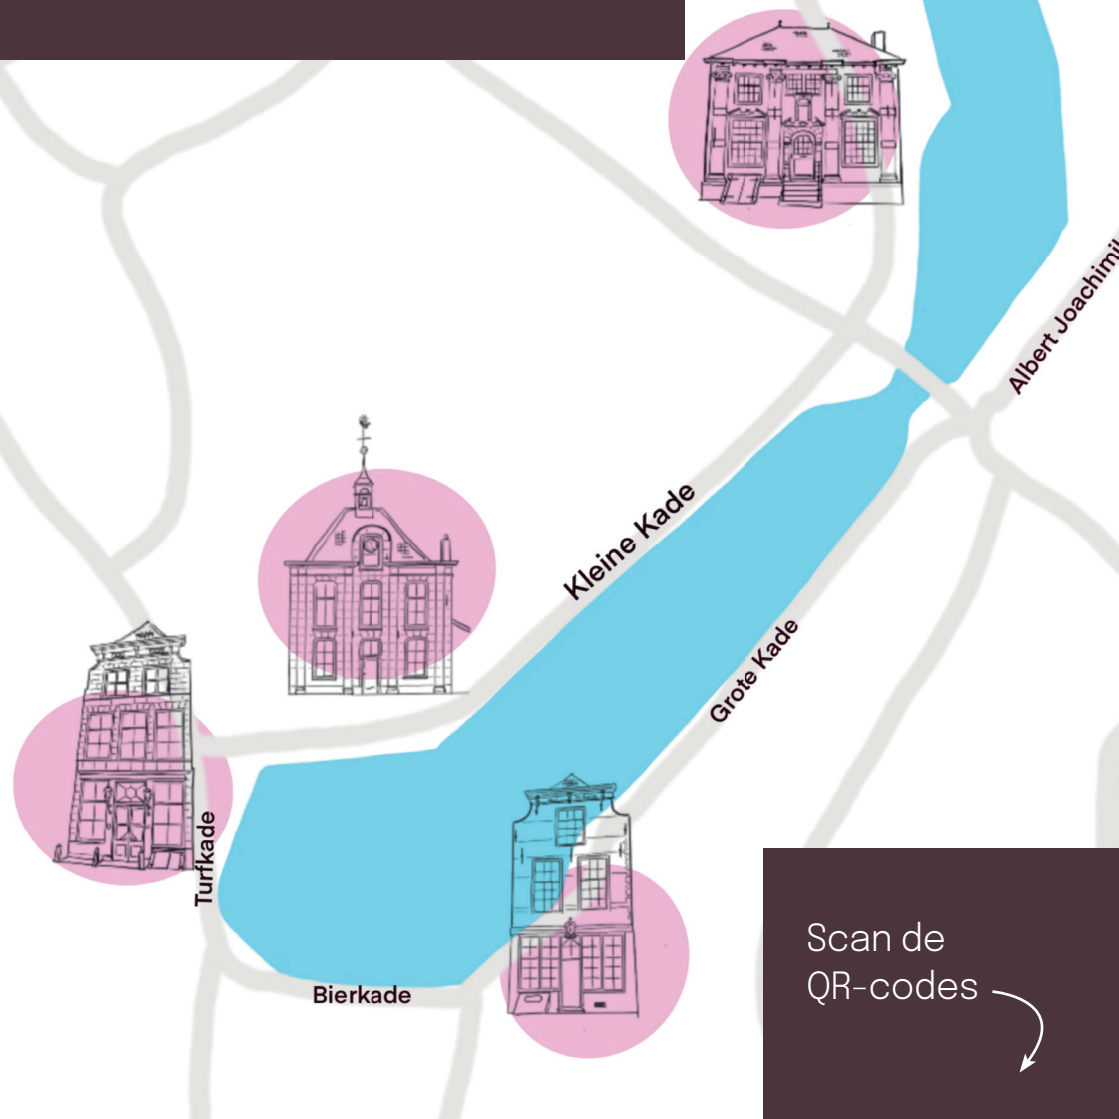 Albert Joachimi
Kleine Kade
Grote Kade
Turfkade
Bierkade
Scan de
QR-codes